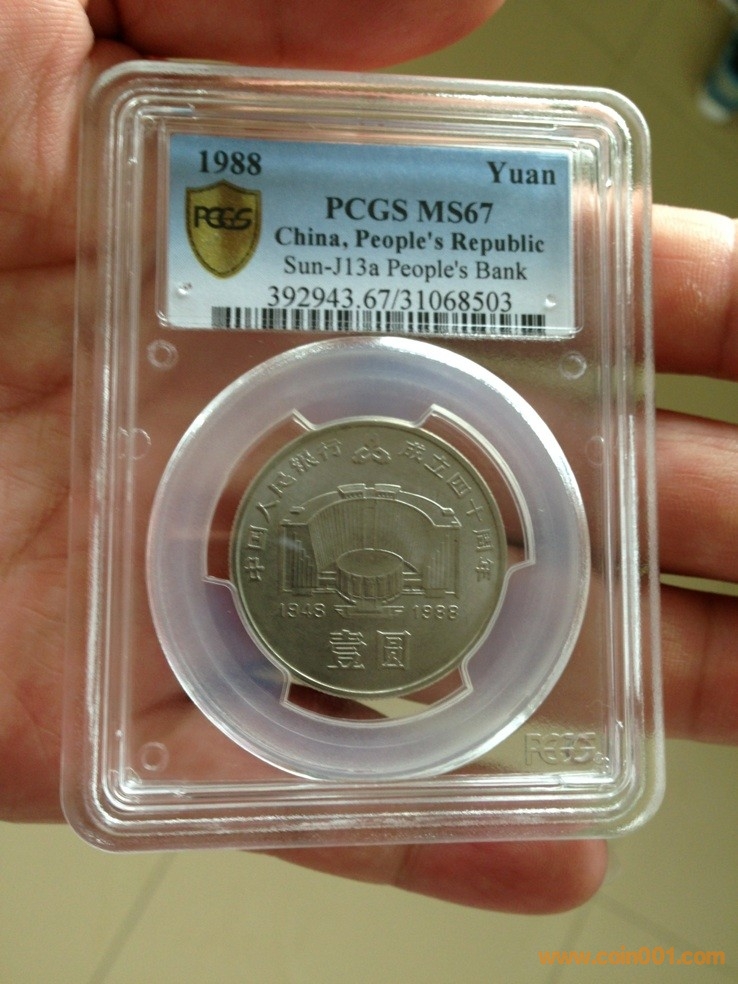 1988 Yuan
PCGS
PCGS MS67
China, People's Republic
Sun-J13a People's Bank
392943.67/31068503
中国人民银行 成立四十周年
1948 1988
壹圆
PCGS
www.coin001.com